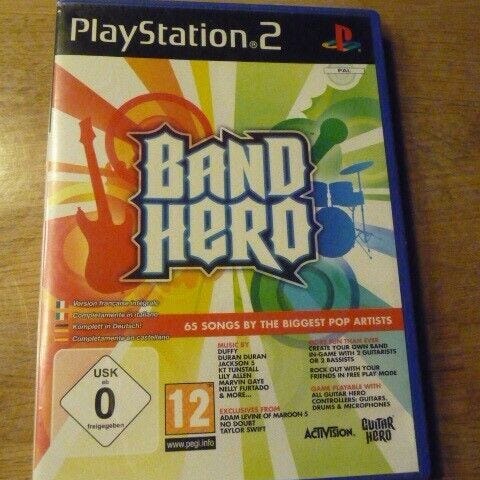 PlayStation®2
PAL
BAND
HERO
Version française intégrale
Completamente in italiano
Komplett in Deutsch!
Completamente en castellano
65 SONGS BY THE BIGGEST POP ARTISTS
USK
ab
0
freigegeben
12
www.pegi.info
MUSIC BY
DUFFY
DURAN DURAN
JACKSON 5
KT TUNSTALL
LILY ALLEN
MARVIN GAYE
NELLY FURTADO
& MORE...
EXCLUSIVES FROM
ADAM LEVINE OF MAROON 5
NO DOUBT
TAYLOR SWIFT
MORE FUN THAN EVER
CREATE YOUR OWN BAND
IN-GAME WITH 2 GUITARISTS
OR 2 BASSISTS
ROCK OUT WITH YOUR
FRIENDS IN FREE PLAY MODE
GAME PLAYABLE WITH
ALL GUITAR HERO
CONTROLLERS: GUITARS,
DRUMS & MICROPHONES
ACTIVISION
GUITAR
HERO